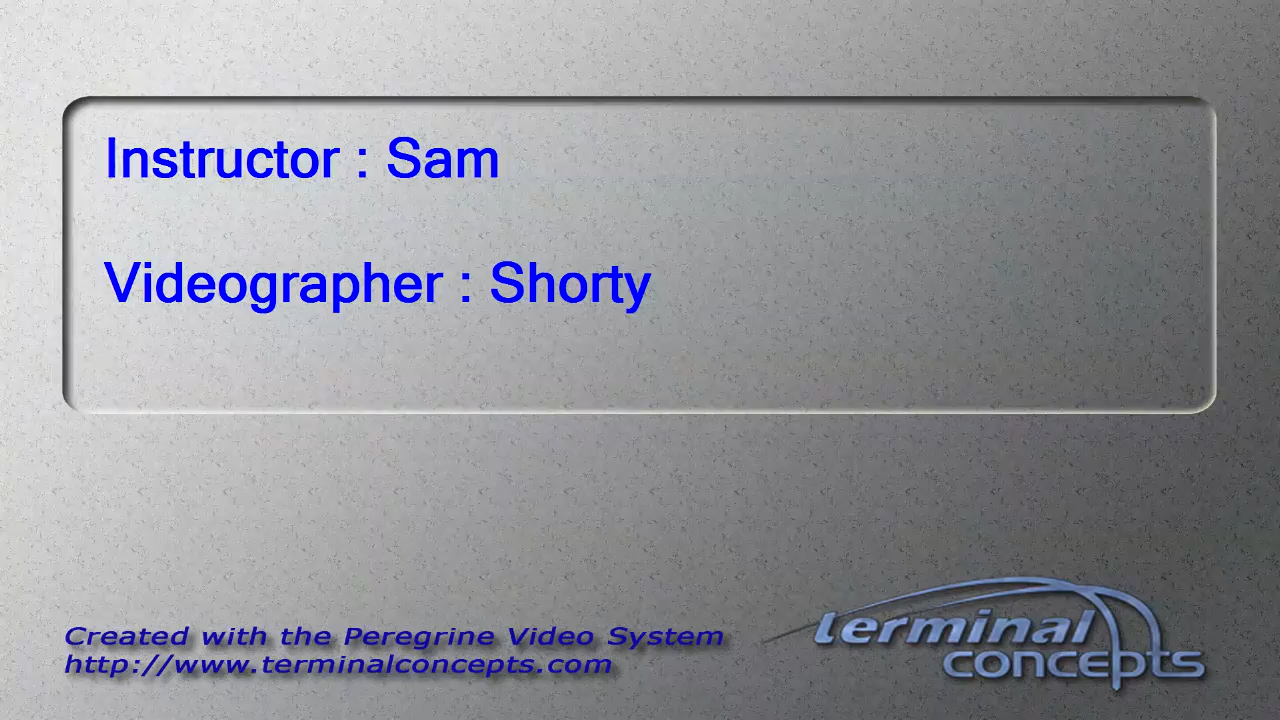 Instructor : Sam
Videographer : Shorty
Created with the Peregrine Video System
http://www.terminalconcepts.com
terminal
concepts